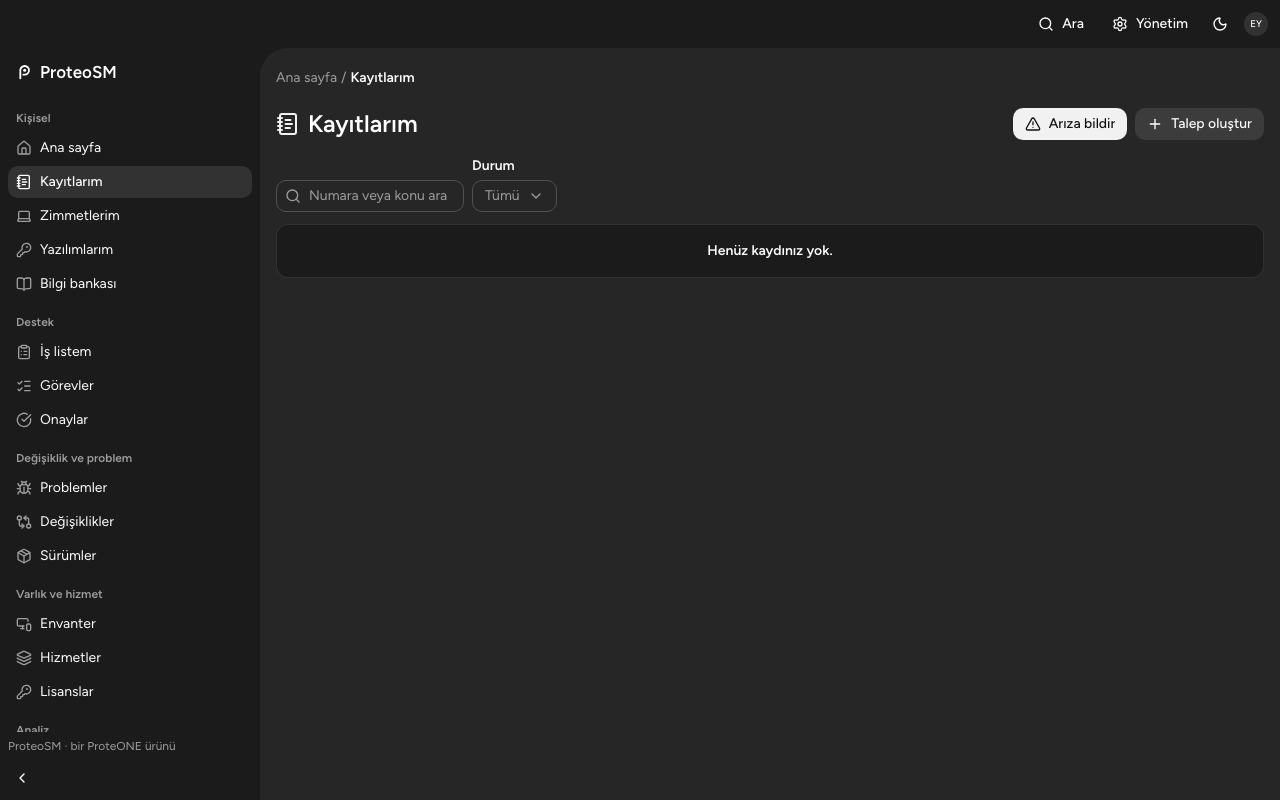 Ara
Yönetim
EY
ProteoSM
Kişisel
Ana sayfa
Kayıtlarım
Zimmetlerim
Yazılımlarım
Bilgi bankası
Destek
İş listem
Görevler
Onaylar
Değişiklik ve problem
Problemler
Değişiklikler
Sürümler
Varlık ve hizmet
Envanter
Hizmetler
Lisanslar
Analiz
ProteoSM · bir ProteONE ürünü
Ana sayfa / Kayıtlarım
Kayıtlarım
Arıza bildir
Talep oluştur
Durum
Numara veya konu ara
Tümü
Henüz kaydınız yok.